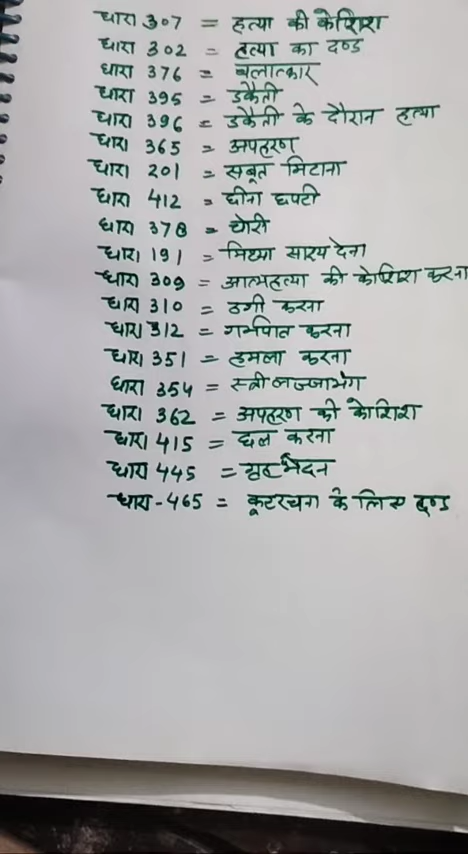 धारा 307 = हत्या की कोशिश
धारा 302 = हत्या का दण्ड
धारा 376 = बलात्कार
धारा 395 = डकैती
धारा 396 = डकैती के दौरान हत्या
धारा 365 = अपहरण
धारा 201 = सबूत मिटाना
धारा 412 = छीना छपटी
धारा 378 = चोरी
धारा 191 = मिथ्या साक्ष्य देना
धारा 309 = आत्महत्या की कोशिश करना
धारा 310 = ठगी करना
धारा 312 = गर्भपात करना
धारा 351 = हमला करना
धारा 354 = स्त्री लज्जाभंग
धारा 362 = अपहरण की कोशिश
धारा 415 = छल करना
धारा 445 = गृह भेदन
धारा - 465 = कूटरचना के लिए दण्ड